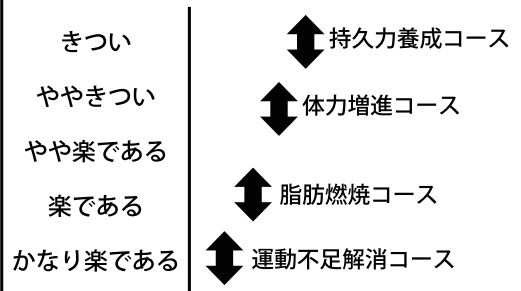 きつい
持久力養成コース
ややきつい
体力増進コース
やや楽である
楽である
脂肪燃焼コース
かなり楽である
運動不足解消コース